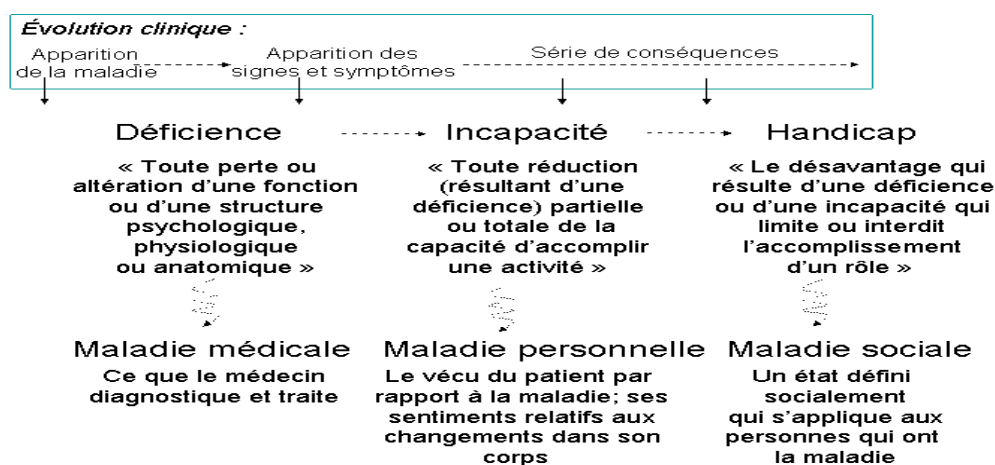 Évolution clinique :
Apparition
de la maladie
Apparition des
signes et symptômes
Série de conséquences
Déficience
« Toute perte ou
altération d'une fonction
ou d'une structure
psychologique,
physiologique
ou anatomique »
Incapacité
« Toute réduction
(résultant d'une
déficience) partielle
ou totale de la
capacité d'accomplir
une activité »
Handicap
« Le désavantage qui
résulte d'une déficience
ou d'une incapacité qui
limite ou interdit
l'accomplissement
d'un rôle »
Maladie médicale
Ce que le médecin
diagnostique et traite
Maladie personnelle
Le vécu du patient par
rapport à la maladie; ses
sentiments relatifs aux
changements dans son
corps
Maladie sociale
Un état défini
socialement
qui s'applique aux
personnes qui ont
la maladie